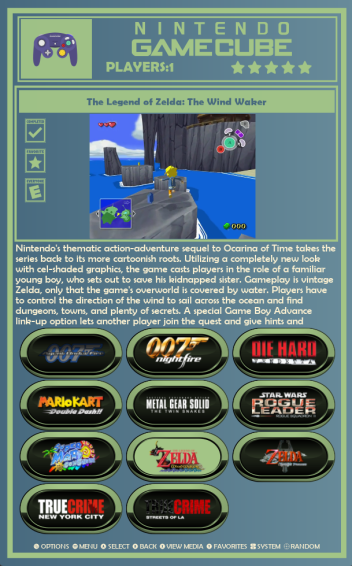 NINTENDO
GAMECUBE
PLAYERS:1
The Legend of Zelda: The Wind Waker
COMPLETED
FAVORITE
E
000
Nintendo's thematic action-adventure sequel to Ocarina of Time takes the
series back to its more cartoonish roots. Utilizing a completely new look
with cel-shaded graphics, the game casts players in the role of a familiar
young boy, who sets out to save his kidnapped sister. Gameplay is vintage
Zelda, only that the game's overworld is covered by water. Players have
to control the direction of the wind to sail across the ocean and find
dungeons, towns, and plenty of secrets. A special Game Boy Advance
link-up option lets another player join the quest and give hints and
007
007
nightfire
DIE HARD
VENDETTA
MARIO KART
Double Dash!!
METAL GEAR SOLID
THE TWIN SNAKES
STAR WARS
ROGUE
LEADER
SUPER
MARIO
SUNSHINE
ZELDA
ZELDA
TRUE CRIME
NEW YORK CITY
TRUE CRIME
STREETS OF LA
OPTIONS MENU SELECT BACK VIEW MEDIA FAVORITES SYSTEM RANDOM